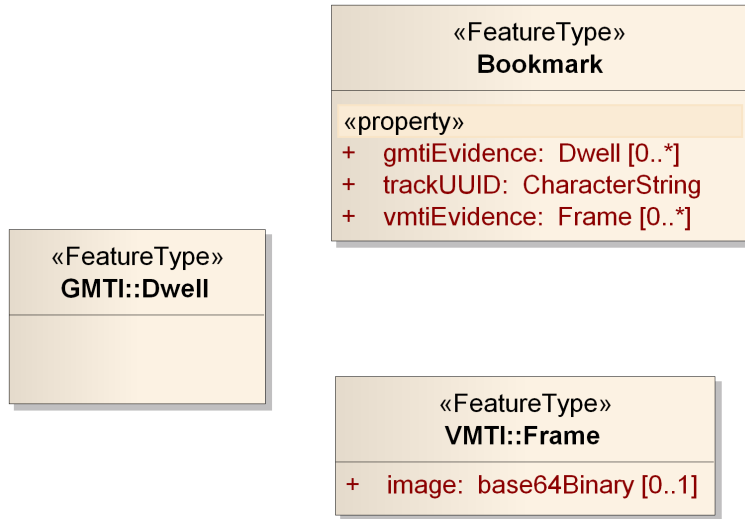 «FeatureType»
Bookmark
«property»
+ gmtiEvidence: Dwell [0..*]
+ trackUUID: CharacterString
+ vmtiEvidence: Frame [0..*]
«FeatureType»
GMTI::Dwell
«FeatureType»
VMTI::Frame
+ image: base64Binary [0..1]